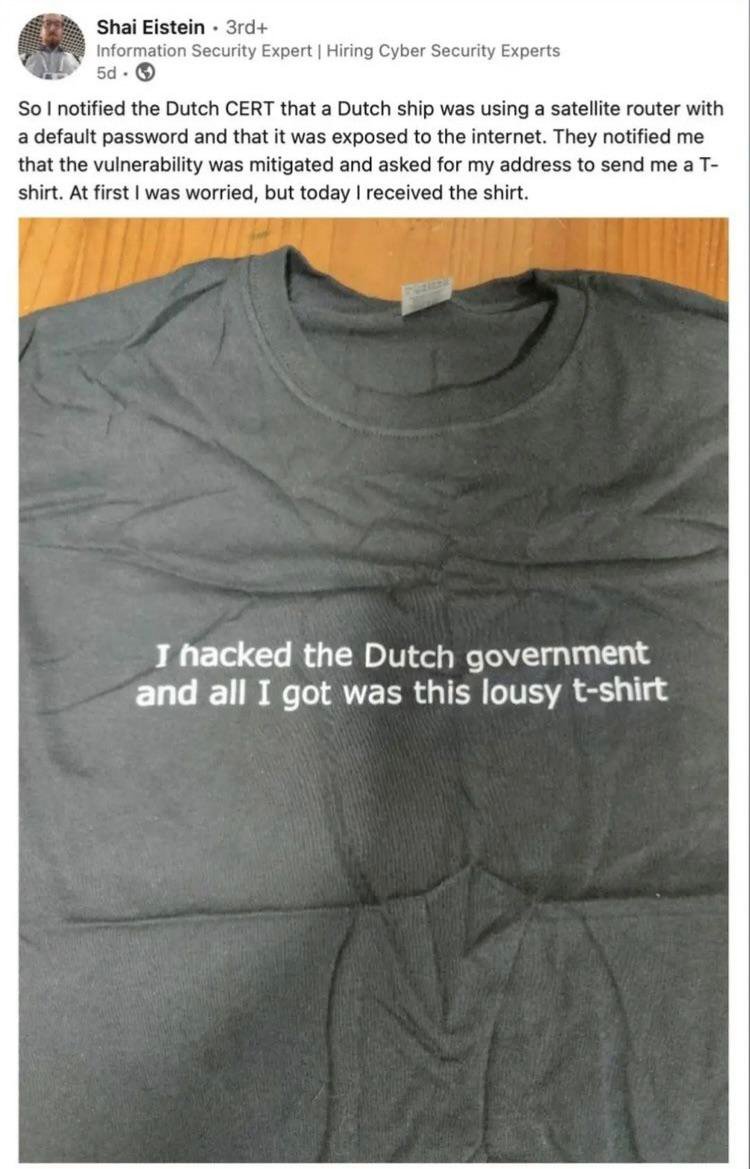 Shai Eistein • 3rd+
Information Security Expert | Hiring Cyber Security Experts
5d •
So I notified the Dutch CERT that a Dutch ship was using a satellite router with
a default password and that it was exposed to the internet. They notified me
that the vulnerability was mitigated and asked for my address to send me a T-
shirt. At first I was worried, but today I received the shirt.
I hacked the Dutch government
and all I got was this lousy t-shirt